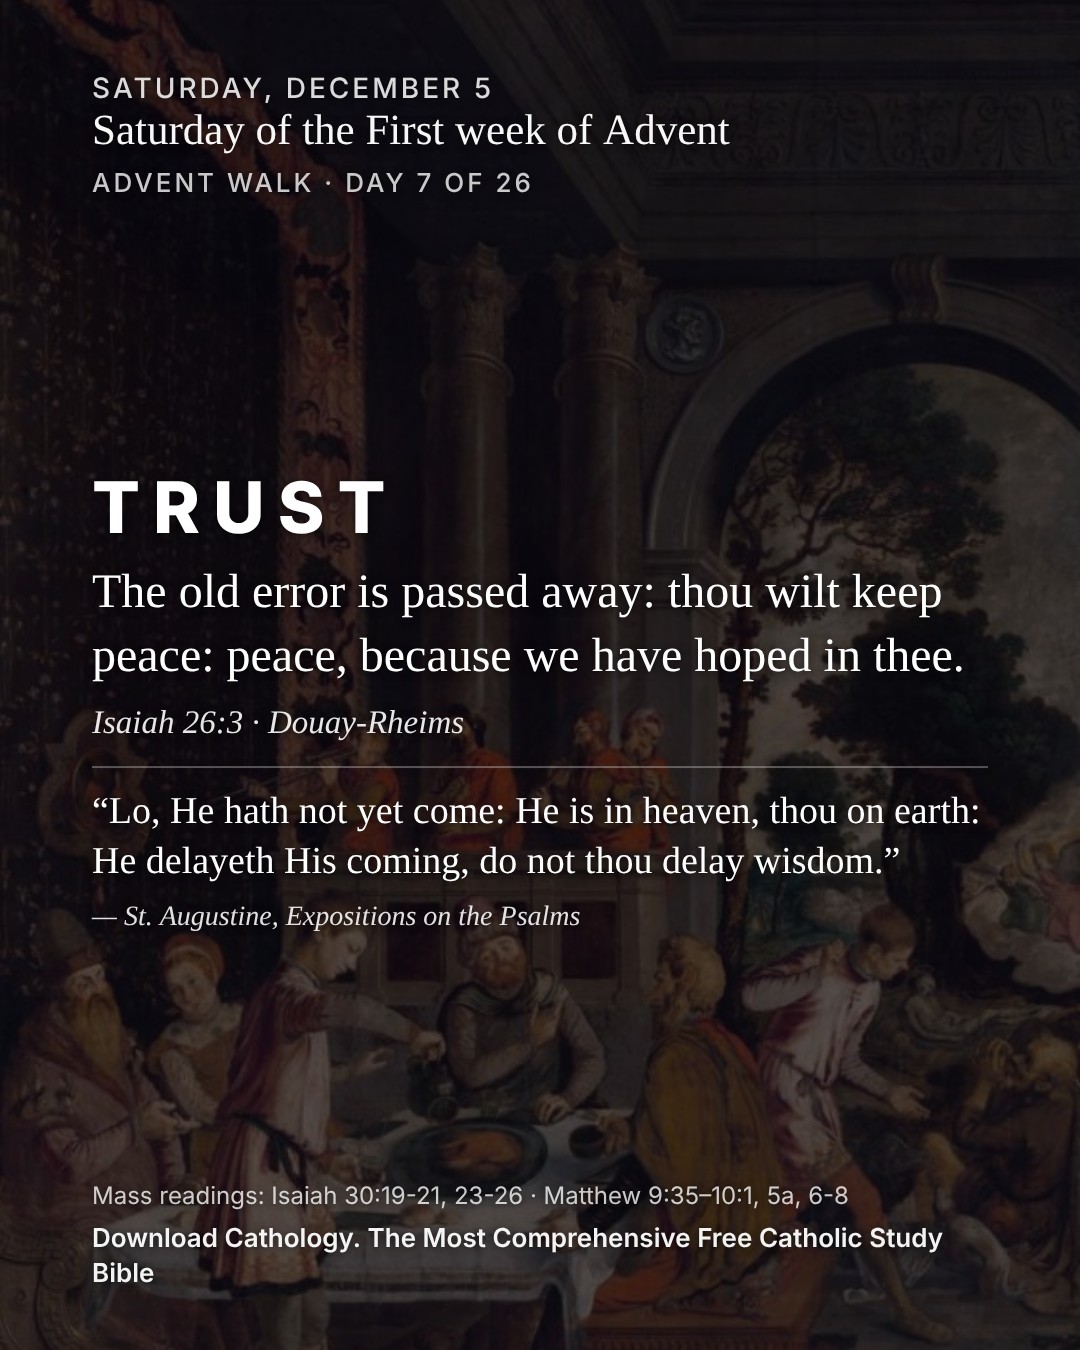 SATURDAY, DECEMBER 5
Saturday of the First week of Advent
ADVENT WALK · DAY 7 OF 26
TRUST
The old error is passed away: thou wilt keep
peace: peace, because we have hoped in thee.
Isaiah 26:3 · Douay-Rheims
“Lo, He hath not yet come: He is in heaven, thou on earth:
He delayeth His coming, do not thou delay wisdom.”
— St. Augustine, Expositions on the Psalms
Mass readings: Isaiah 30:19-21, 23-26 · Matthew 9:35–10:1, 5a, 6-8
Download Cathology. The Most Comprehensive Free Catholic Study
Bible